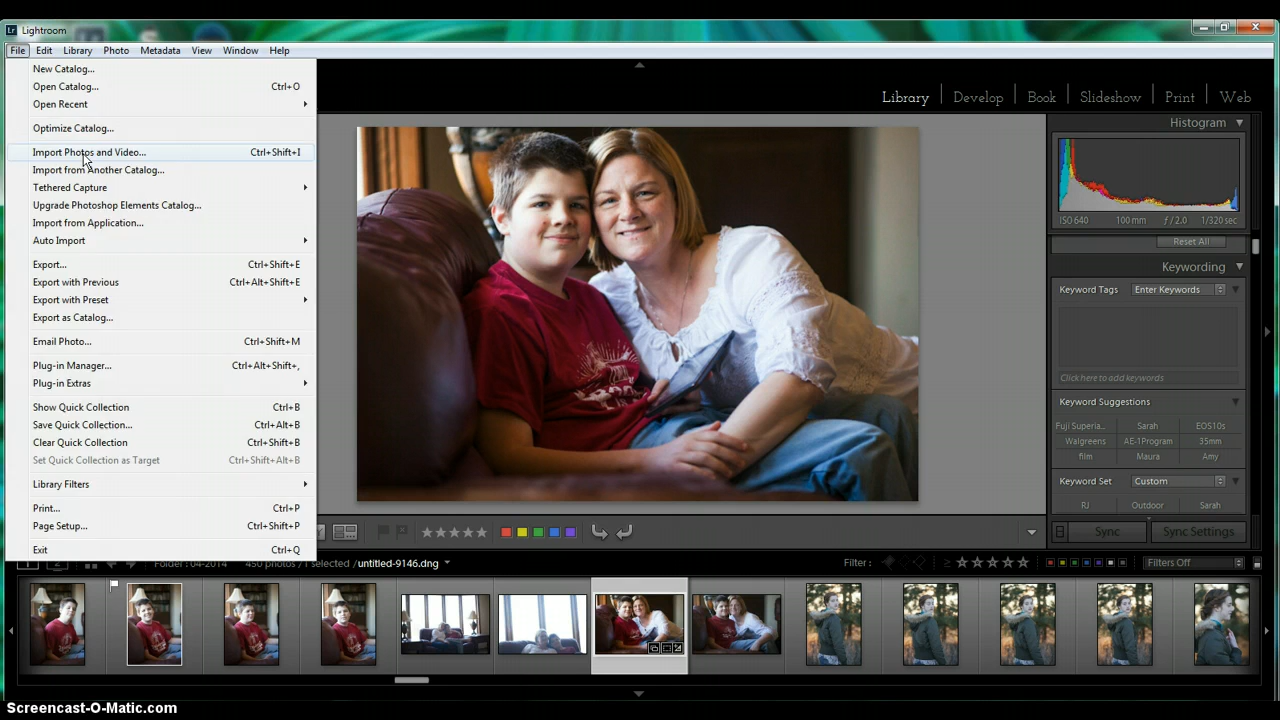 Lightroom
File Edit Library Photo Metadata View Window Help
New Catalog...
Open Catalog... Ctrl+O
Open Recent
Optimize Catalog...
Import Photos and Video... Ctrl+Shift+I
Import from Another Catalog...
Tethered Capture
Upgrade Photoshop Elements Catalog...
Import from Application...
Auto Import
Export... Ctrl+Shift+E
Export with Previous Ctrl+Alt+Shift+E
Export with Preset
Export as Catalog...
Email Photo... Ctrl+Shift+M
Plug-in Manager... Ctrl+Alt+Shift+,
Plug-in Extras
Show Quick Collection Ctrl+B
Save Quick Collection... Ctrl+Alt+B
Clear Quick Collection Ctrl+Shift+B
Set Quick Collection as Target Ctrl+Shift+Alt+B
Library Filters
Print... Ctrl+P
Page Setup... Ctrl+Shift+P
Exit Ctrl+Q
Library Develop Book Slideshow Print Web
Histogram
ISO 640 100 mm f / 2.0 1/320 sec
Reset All
Keywording
Keyword Tags Enter Keywords
Click here to add keywords
Keyword Suggestions
Fuji Superia... Sarah EOS10s
Walgreens AE-1Program 35mm
film Maura Amy
Keyword Set Custom
RJ Outdoor Sarah
Sync Sync Settings
Folder : 04-2014 450 photos / 1 selected / untitled-9146.dng Filter : Filters Off
Screencast-O-Matic.com